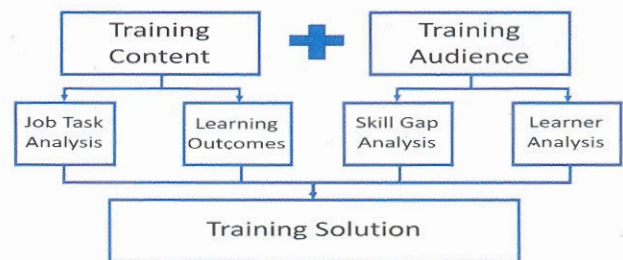 Training
Content
Training
Audience
Job Task
Analysis
Learning
Outcomes
Skill Gap
Analysis
Learner
Analysis
Training Solution